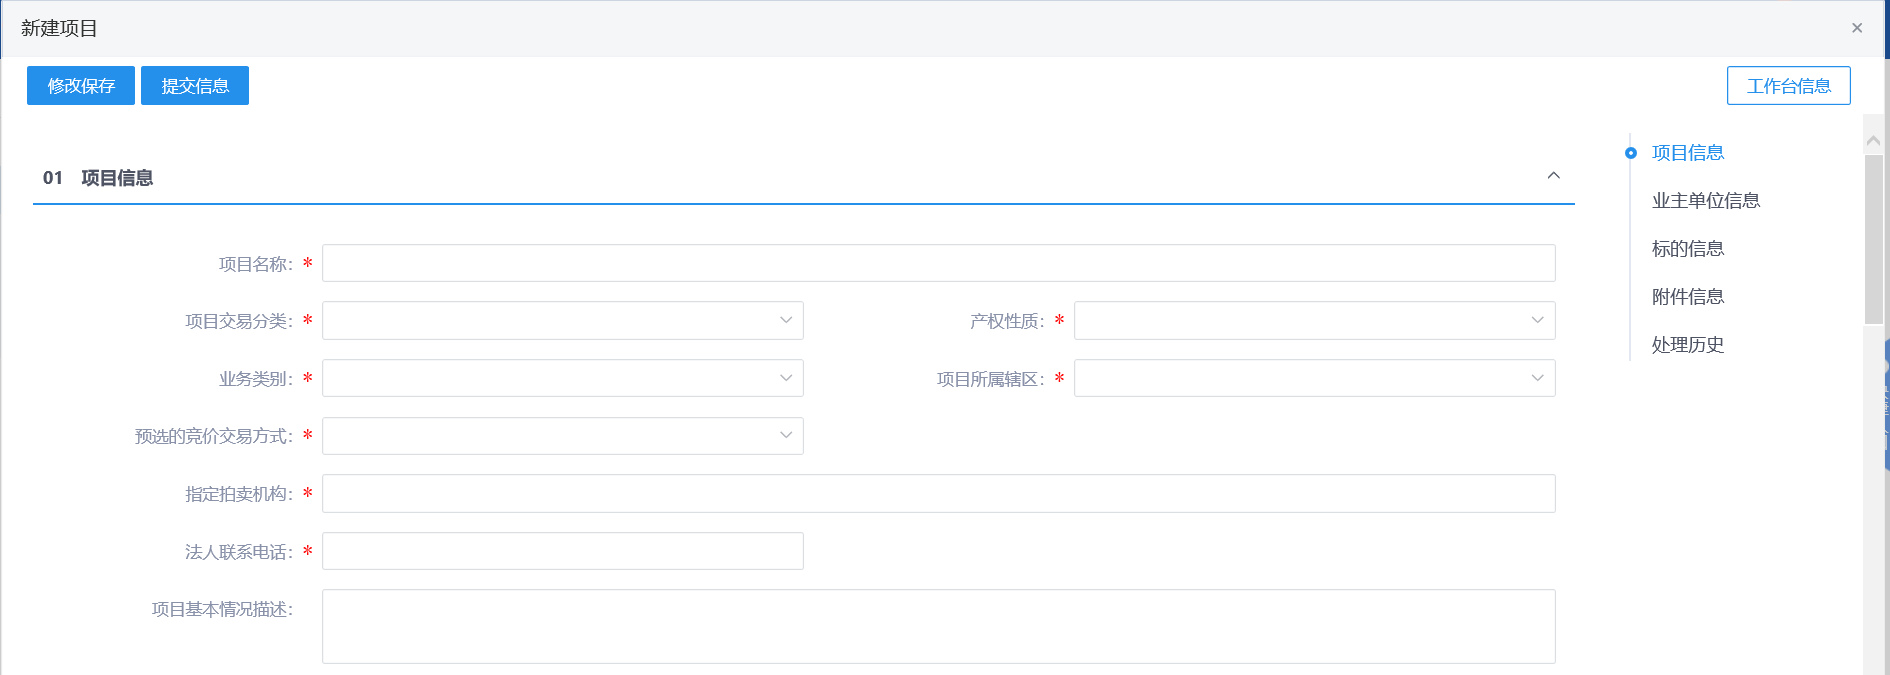 新建项目
修改保存 提交信息 工作台信息
01 项目信息
项目名称：*
项目交易分类：* 产权性质：*
业务类别：* 项目所属辖区：*
预选的竞价交易方式：*
指定拍卖机构：*
法人联系电话：*
项目基本情况描述：
项目信息
业主单位信息
标的信息
附件信息
处理历史